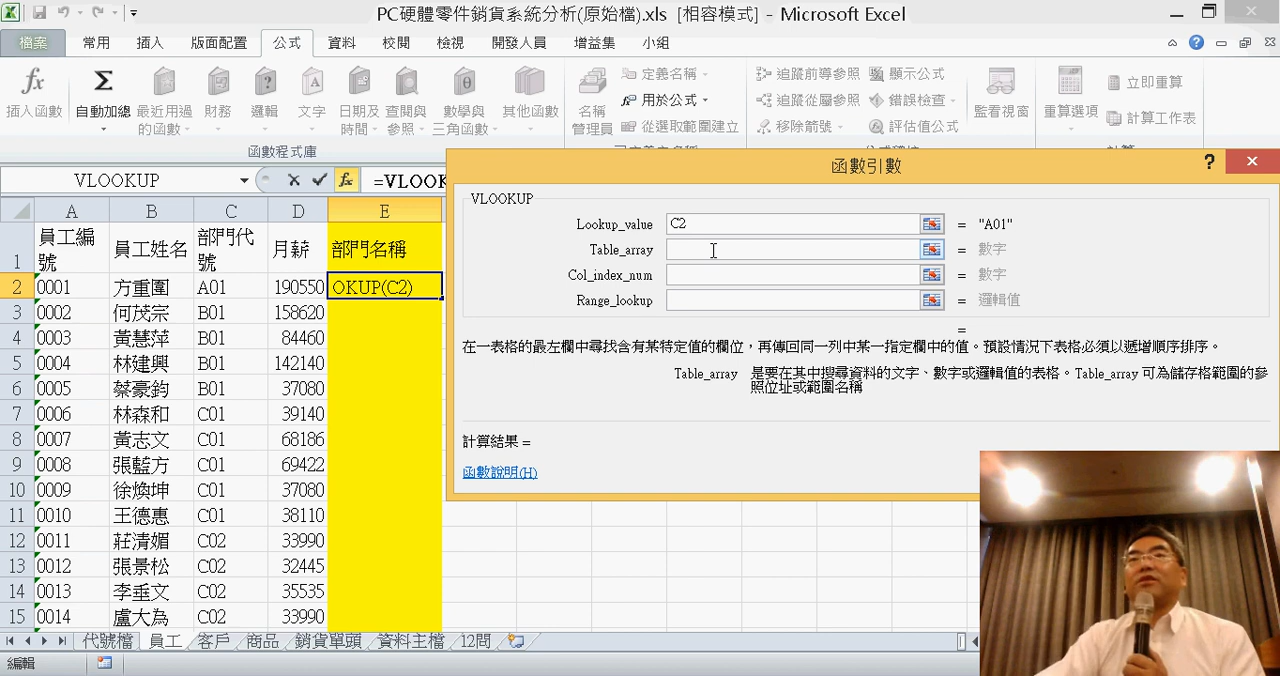 PC硬體零件銷貨系統分析(原始檔).xls [相容模式] - Microsoft Excel
檔案 常用 插入 版面配置 公式 資料 校閱 檢視 開發人員 增益集 小組
插入函數 自動加總 最近用過的函數 財務 邏輯 文字 日期及時間 查閱與參照 數學與三角函數 其他函數
函數程式庫
名稱管理員 定義名稱 用於公式 從選取範圍建立
追蹤前導參照 追蹤從屬參照 移除箭號 顯示公式 錯誤檢查 評估值公式 監看視窗
重算選項 立即重算 計算工作表
VLOOKUP =VLOOK
A B C D E
1 員工編號 員工姓名 部門代號 月薪 部門名稱
2 0001 方重圍 A01 190550 OKUP(C2)
3 0002 何茂宗 B01 158620
4 0003 黃慧萍 B01 84460
5 0004 林建興 B01 142140
6 0005 蔡豪鈞 B01 37080
7 0006 林森和 C01 39140
8 0007 黃志文 C01 68186
9 0008 張藍方 C01 69422
10 0009 徐煥坤 C01 37080
11 0010 王德惠 C01 38110
12 0011 莊清媚 C02 33990
13 0012 張景松 C02 32445
14 0013 李垂文 C02 35535
15 0014 盧大為 C02 33990
代號檔 員工 客戶 商品 銷貨單頭 資料主檔 12問
編輯
函數引數
VLOOKUP
Lookup_value C2 = "A01"
Table_array = 數字
Col_index_num = 數字
Range_lookup = 邏輯值
=
在一表格的最左欄中尋找含有某特定值的欄位，再傳回同一列中某一指定欄中的值。預設情況下表格必須以遞增順序排序。
Table_array 是要在其中搜尋資料的文字、數字或邏輯值的表格。Table_array 可為儲存格範圍的參
照位址或範圍名稱
計算結果 =
函數說明(H)